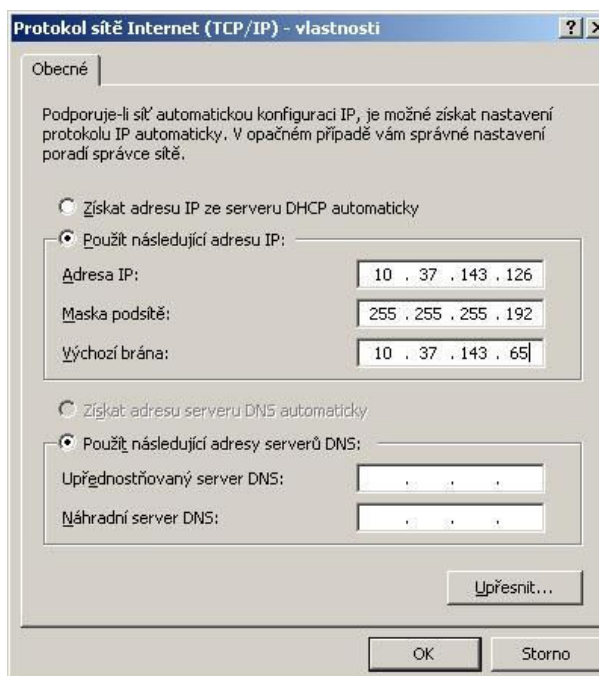 Protokol sítě Internet (TCP/IP) - vlastnosti
Obecné
Podporuje-li síť automatickou konfiguraci IP, je možné získat nastavení
protokolu IP automaticky. V opačném případě vám správné nastavení
poradí správce sítě.
Získat adresu IP ze serveru DHCP automaticky
Použít následující adresu IP:
Adresa IP: 10 . 37 . 143 . 126
Maska podsítě: 255 . 255 . 255 . 192
Výchozí brána: 10 . 37 . 143 . 65
Získat adresu serveru DNS automaticky
Použít následující adresy serverů DNS:
Upřednostňovaný server DNS: . . .
Náhradní server DNS: . . .
Upřesnit...
OK Storno